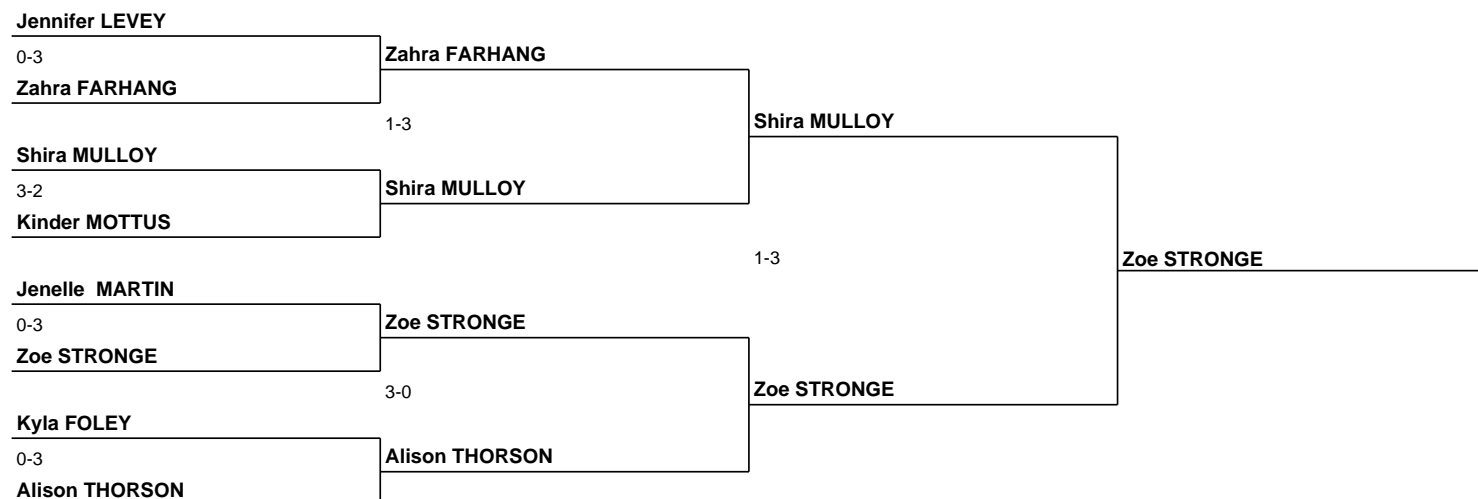 Jennifer LEVEY
0-3
Zahra FARHANG
Zahra FARHANG
1-3
Shira MULLOY
Shira MULLOY
3-2
Shira MULLOY
Kinder MOTTUS
1-3
Zoe STRONGE
Jenelle  MARTIN
0-3
Zoe STRONGE
Zoe STRONGE
3-0
Zoe STRONGE
Kyla FOLEY
0-3
Alison THORSON
Alison THORSON